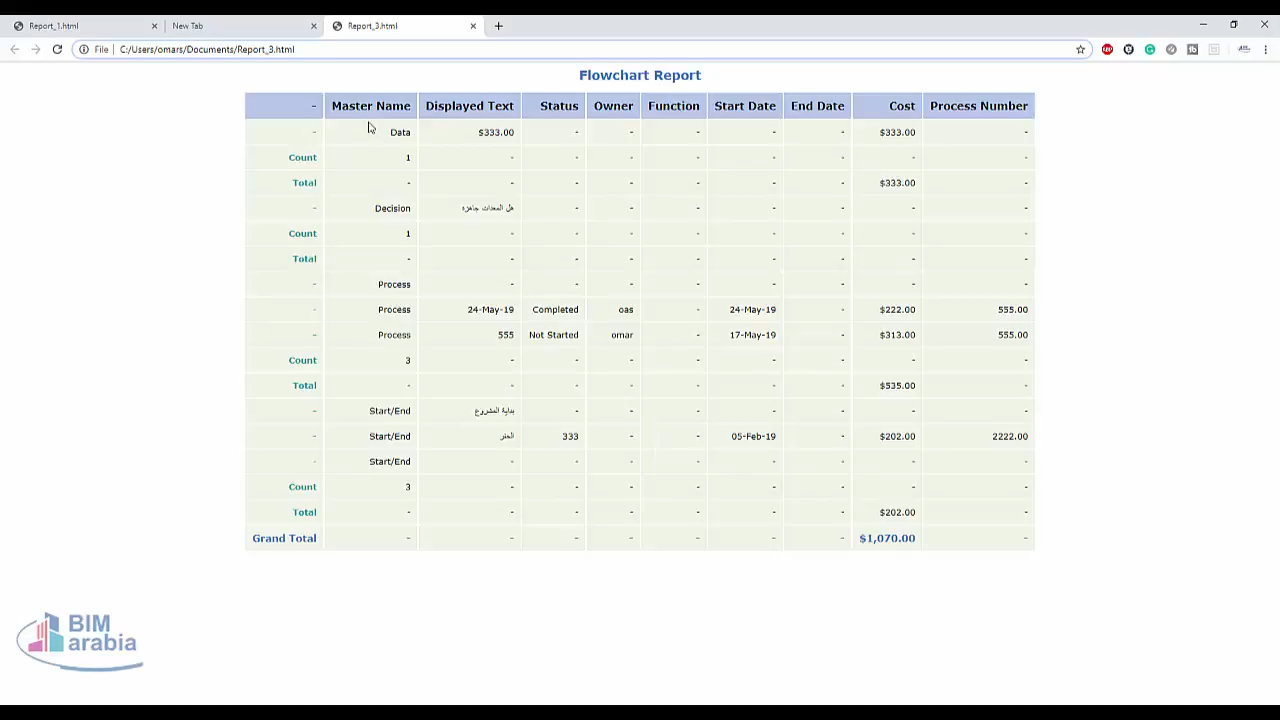 Report_1.html New Tab Report_3.html
File C:/Users/omars/Documents/Report_3.html
Flowchart Report
- Master Name Displayed Text Status Owner Function Start Date End Date Cost Process Number
- Data $333.00 - - - - - $333.00 -
Count 1 - - - - - - - -
Total - - - - - - - $333.00 -
- Decision هل المعدات جاهزه - - - - - - -
Count 1 - - - - - - - -
Total - - - - - - - - -
- Process - - - - - - - -
- Process 24-May-19 Completed oas - 24-May-19 - $222.00 555.00
- Process 555 Not Started omar - 17-May-19 - $313.00 555.00
Count 3 - - - - - - - -
Total - - - - - - - $535.00 -
- Start/End بداية المشروع - - - - - - -
- Start/End الحتر 333 - - 05-Feb-19 - $202.00 2222.00
- Start/End - - - - - - - -
Count 3 - - - - - - - -
Total - - - - - - - $202.00 -
Grand Total - - - - - - - $1,070.00 -
BIM
arabia